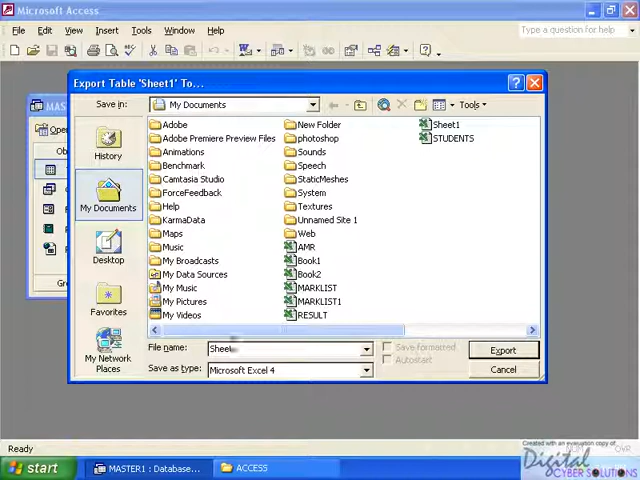 Microsoft Access
File Edit View Insert Tools Window Help
Type a question for help
Export Table 'Sheet1' To...
Save in: My Documents Tools
History
My Documents
Desktop
Favorites
My Network Places
Adobe
Adobe Premiere Preview Files
Animations
Benchmark
Camtasia Studio
ForceFeedback
Help
KarmaData
Maps
Music
My Broadcasts
My Data Sources
My Music
My Pictures
My Videos
New Folder
photoshop
Sounds
Speech
StaticMeshes
System
Textures
Unnamed Site 1
Web
AMR
Book1
Book2
MARKLIST
MARKLIST1
RESULT
Sheet1
STUDENTS
File name: Sheet
Save formatted
Export
Autostart
Save as type: Microsoft Excel 4
Cancel
Open
Ready
Created with an evaluation copy of
Digital
CYBER SOLUTIONS
start MASTER1 : Database... ACCESS